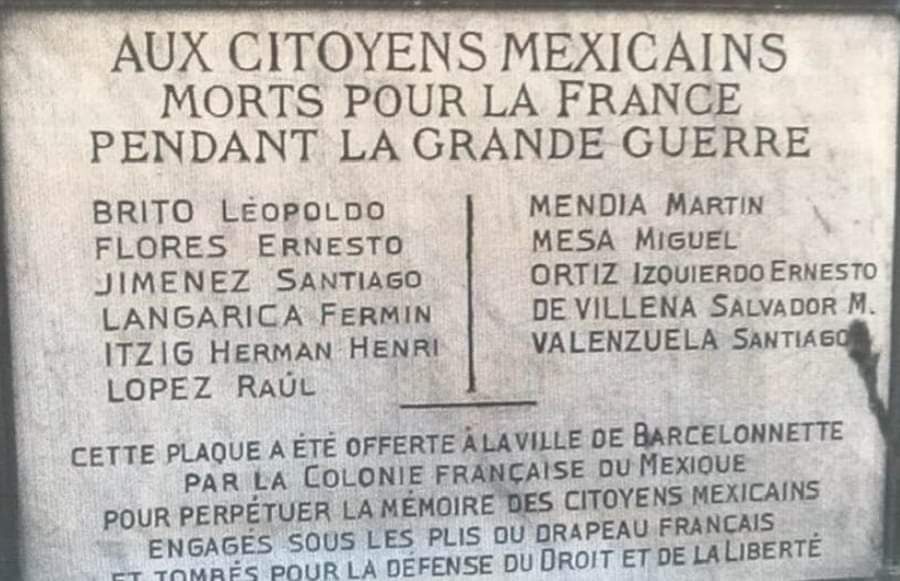 AUX CITOYENS MEXICAINS
MORTS POUR LA FRANCE
PENDANT LA GRANDE GUERRE
BRITO LÉOPOLDO
FLORES ERNESTO
JIMENEZ SANTIAGO
LANGARICA FERMIN
ITZIG HERMAN HENRI
LOPEZ RAÚL
MENDIA MARTIN
MESA MIGUEL
ORTIZ IZQUIERDO ERNESTO
DE VILLENA SALVADOR M.
VALENZUELA SANTIAGO
CETTE PLAQUE A ÉTÉ OFFERTE À LA VILLE DE BARCELONNETTE
PAR LA COLONIE FRANÇAISE DU MEXIQUE
POUR PERPÉTUER LA MÉMOIRE DES CITOYENS MEXICAINS
ENGAGÉS SOUS LES PLIS DU DRAPEAU FRANCAIS
ET TOMBÉS POUR LA DÉFENSE DU DROIT ET DE LA LIBERTÉ